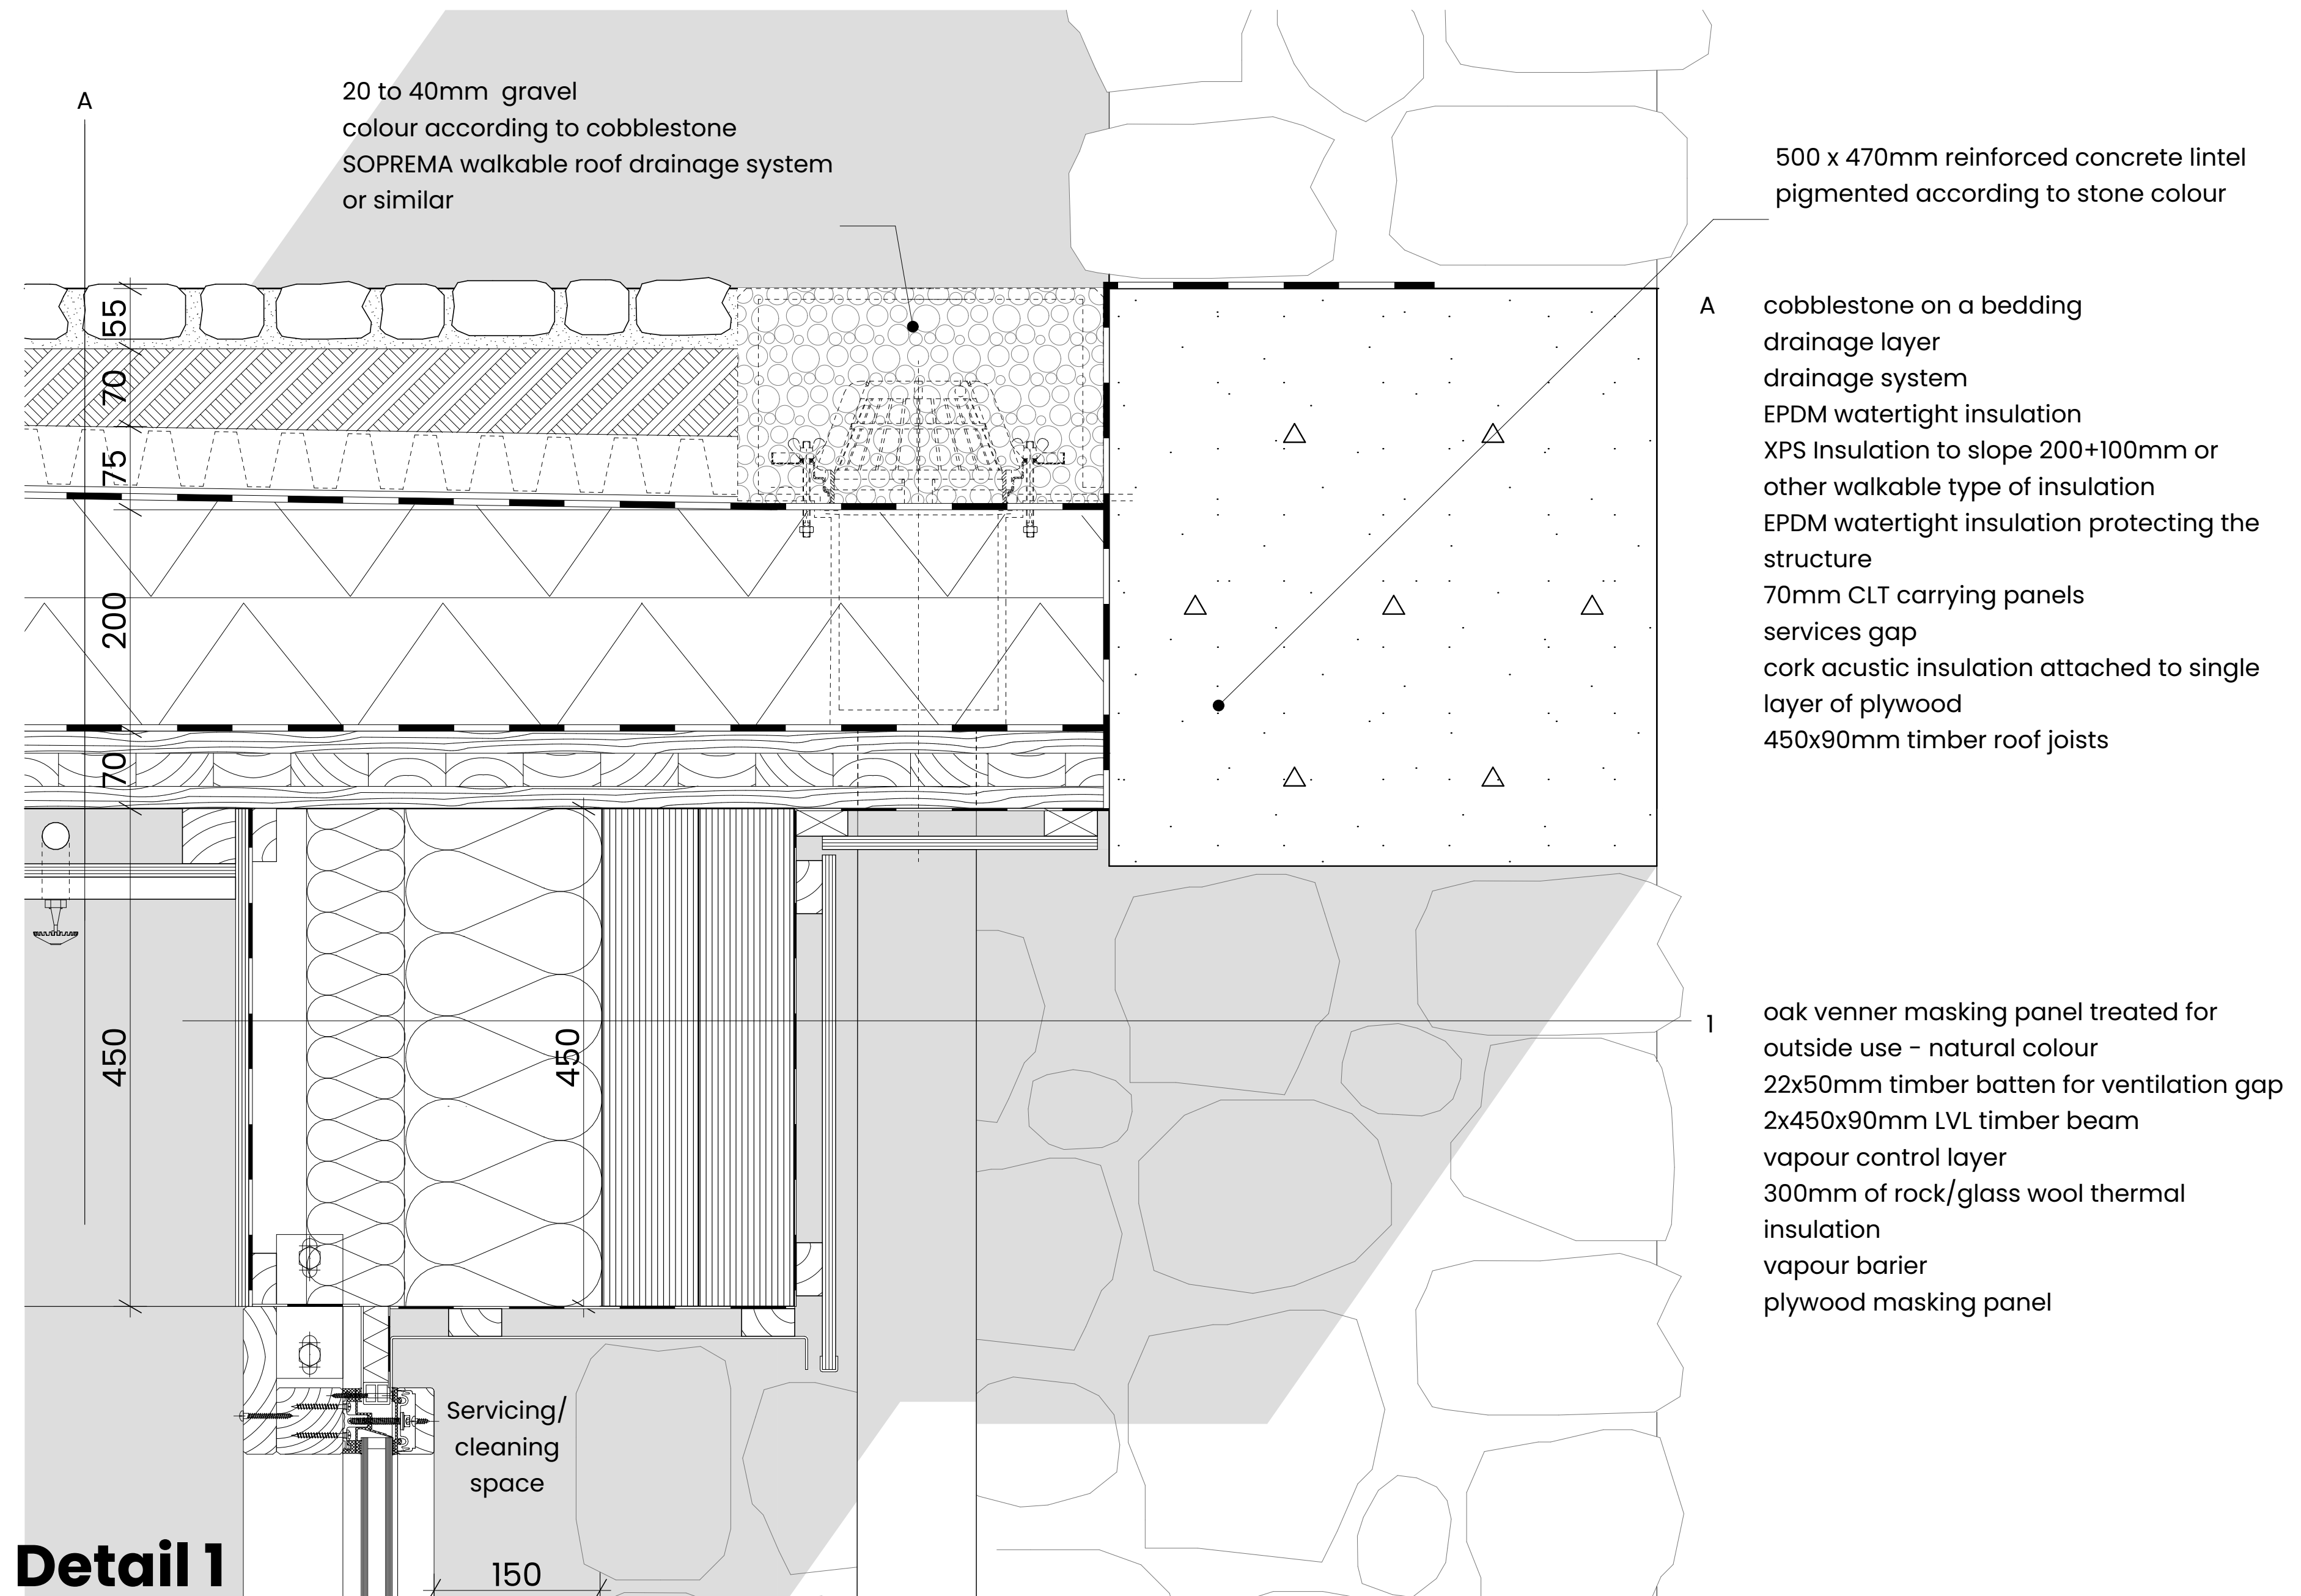 A
20 to 40mm  gravel
colour according to cobblestone
SOPREMA walkable roof drainage system
or similar
500 x 470mm reinforced concrete lintel
pigmented according to stone colour
A
cobblestone on a bedding
drainage layer
drainage system
EPDM watertight insulation
XPS Insulation to slope 200+100mm or
other walkable type of insulation
EPDM watertight insulation protecting the
structure
70mm CLT carrying panels
services gap
cork acustic insulation attached to single
layer of plywood
450x90mm timber roof joists
55
70
75
200
70
450
450
1
oak venner masking panel treated for
outside use - natural colour
22x50mm timber batten for ventilation gap
2x450x90mm LVL timber beam
vapour control layer
300mm of rock/glass wool thermal
insulation
vapour barier
plywood masking panel
Servicing/
cleaning
space
150
Detail 1